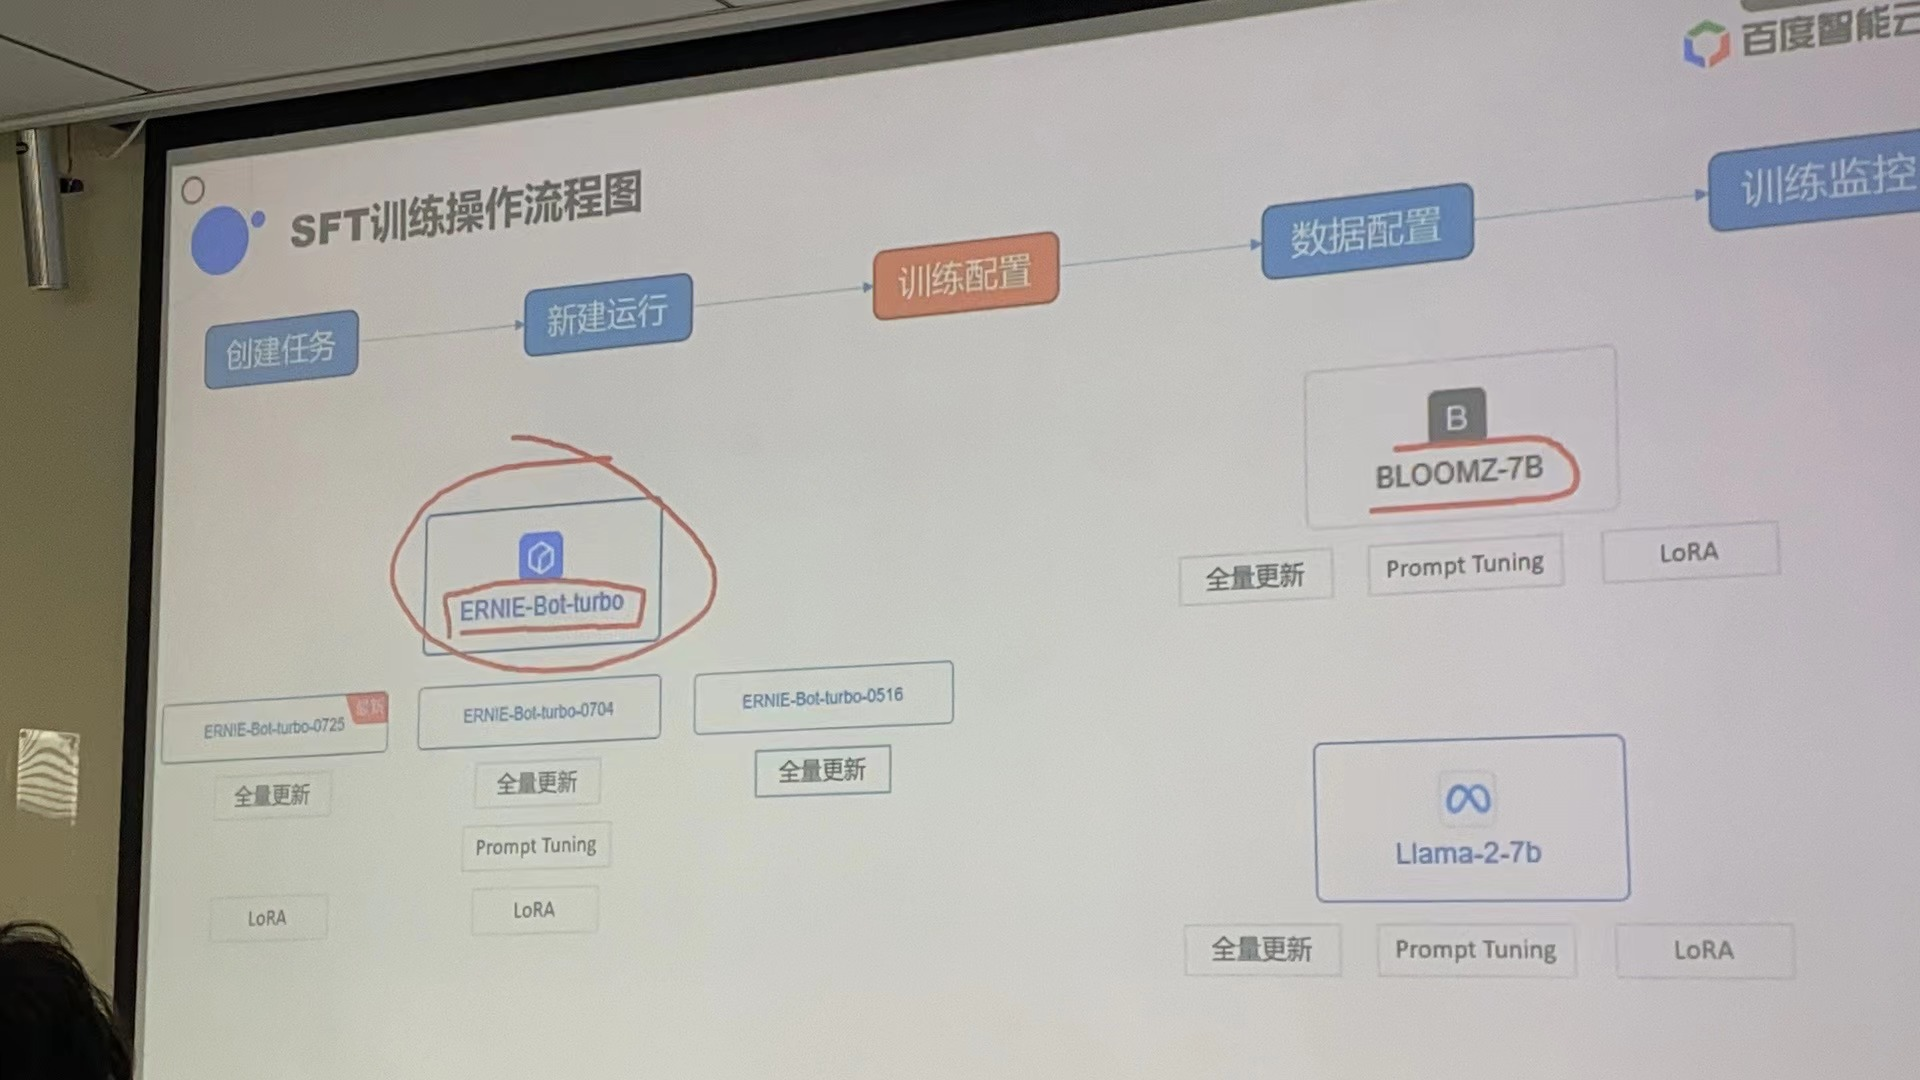 百度智能云
SFT训练操作流程图
创建任务
新建运行
训练配置
数据配置
训练监控
ERNIE-Bot-turbo
ERNIE-Bot-turbo-0725
最新
全量更新
LoRA
ERNIE-Bot-turbo-0704
全量更新
Prompt Tuning
LoRA
ERNIE-Bot-turbo-0516
全量更新
B
BLOOMZ-7B
全量更新
Prompt Tuning
LoRA
Llama-2-7b
全量更新
Prompt Tuning
LoRA